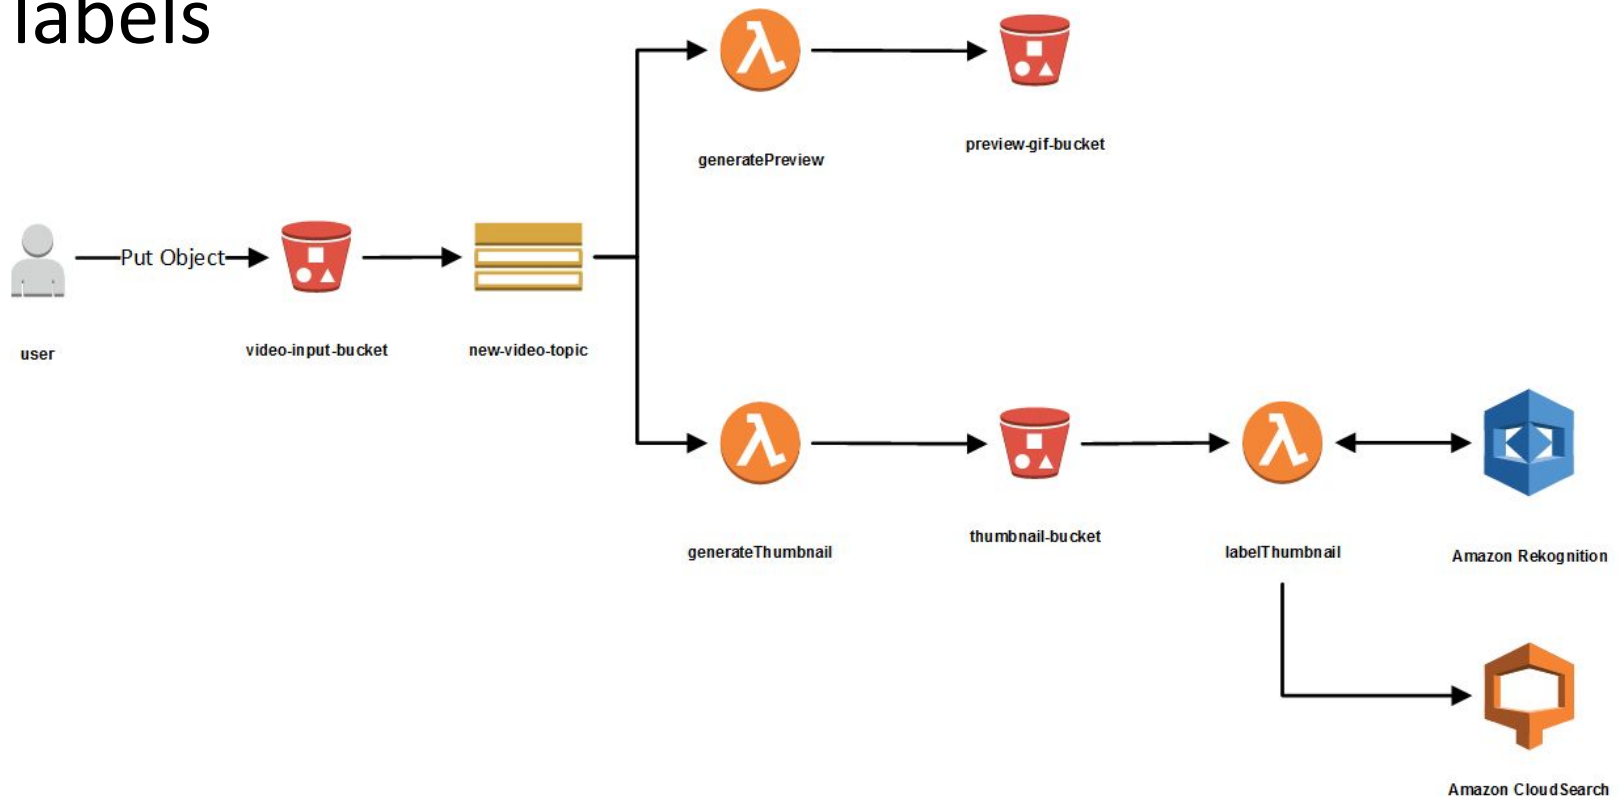 labels
generatePreview
preview-gif-bucket
Put Object
user
video-input-bucket
new-video-topic
generateThumbnail
thumbnail-bucket
labelThumbnail
Amazon Rekognition
Amazon CloudSearch